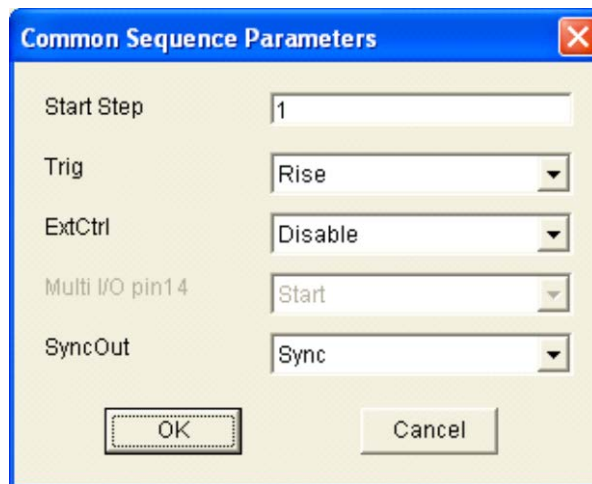 Common Sequence Parameters
Start Step 1
Trig Rise
ExtCtrl Disable
Multi I/O pin14 Start
SyncOut Sync
OK Cancel